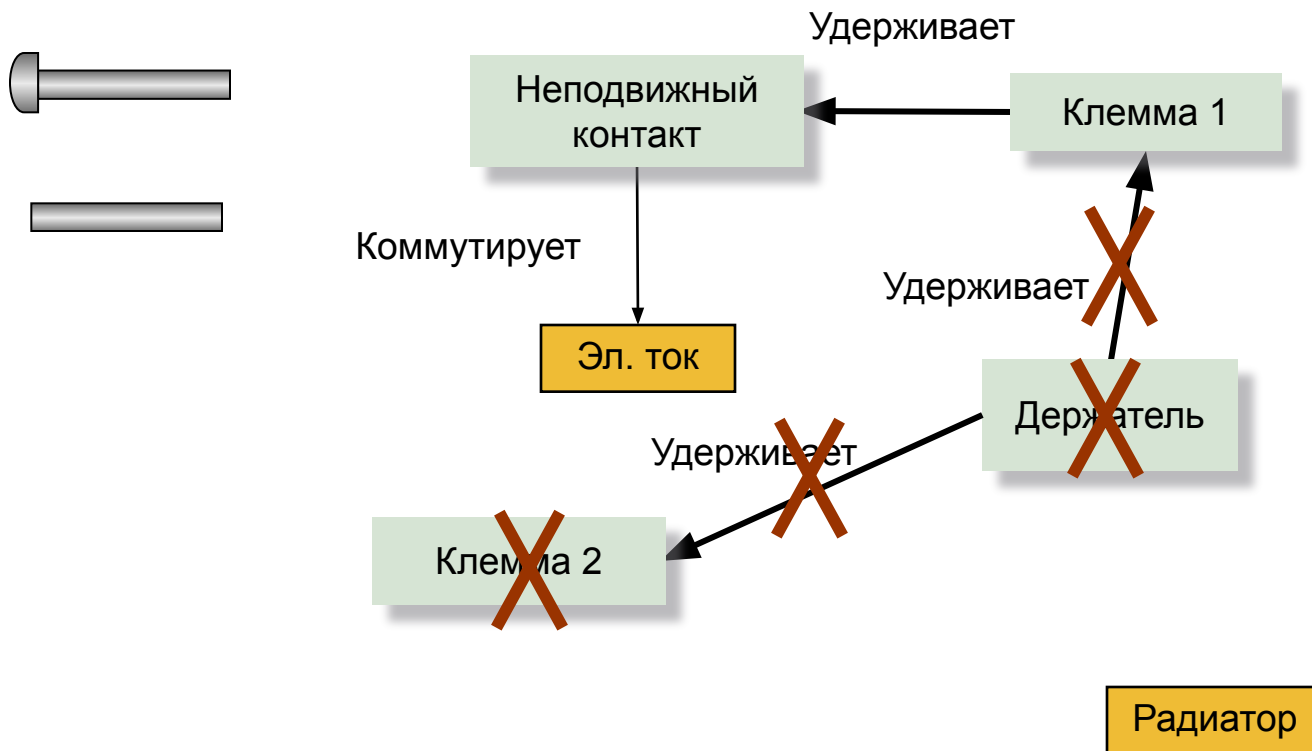 Удерживает
Неподвижный
контакт
Клемма 1
Коммутирует
Удерживает
Эл. ток
Держатель
Удерживает
Клемма 2
Радиатор